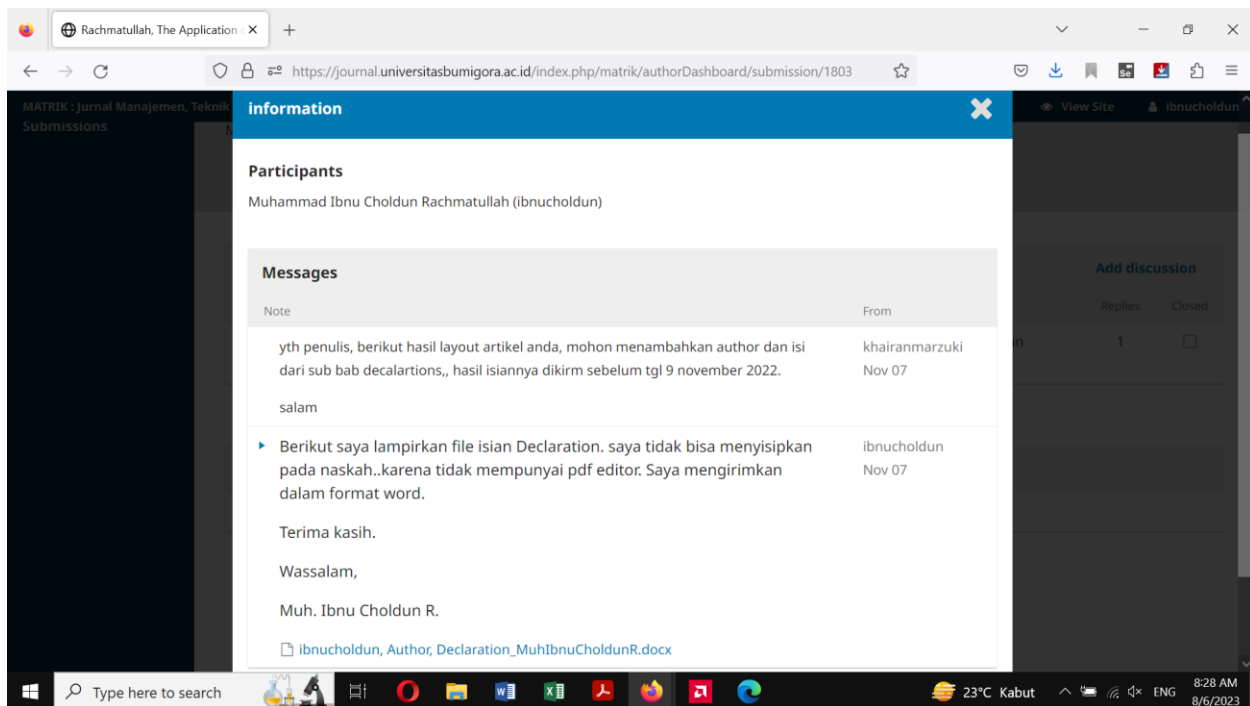 Rachmatullah, The Application
https://journal.universitasbumigora.ac.id/index.php/matrik/authorDashboard/submission/1803
MATRIK : Jurnal Manajemen, Teknik
View Site
ibnucholdun
Submissions
information
Participants
Muhammad Ibnu Choldun Rachmatullah (ibnucholdun)
Messages
Add discussion
Note
From
Replies
Closed
yth penulis, berikut hasil layout artikel anda, mohon menambahkan author dan isi
dari sub bab decalartions,, hasil isiannya dikirm sebelum tgl 9 november 2022.
salam
khairanmarzuki
Nov 07
1
Berikut saya lampirkan file isian Declaration. saya tidak bisa menyisipkan
pada naskah..karena tidak mempunyai pdf editor. Saya mengirimkan
dalam format word.
Terima kasih.
Wassalam,
Muh. Ibnu Choldun R.
ibnucholdun
Nov 07
ibnucholdun, Author, Declaration_MuhIbnuCholdunR.docx
Type here to search
23°C Kabut
ENG
8:28 AM
8/6/2023